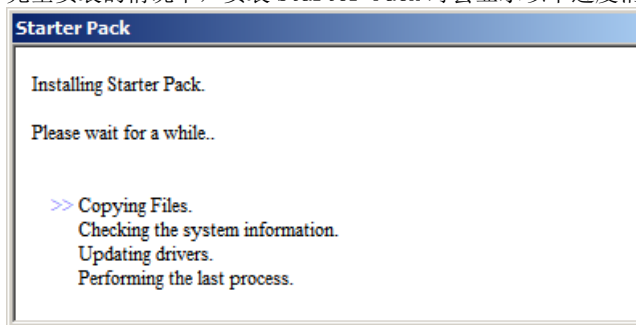 Starter Pack
Installing Starter Pack.
Please wait for a while..
>> Copying Files.
Checking the system information.
Updating drivers.
Performing the last process.